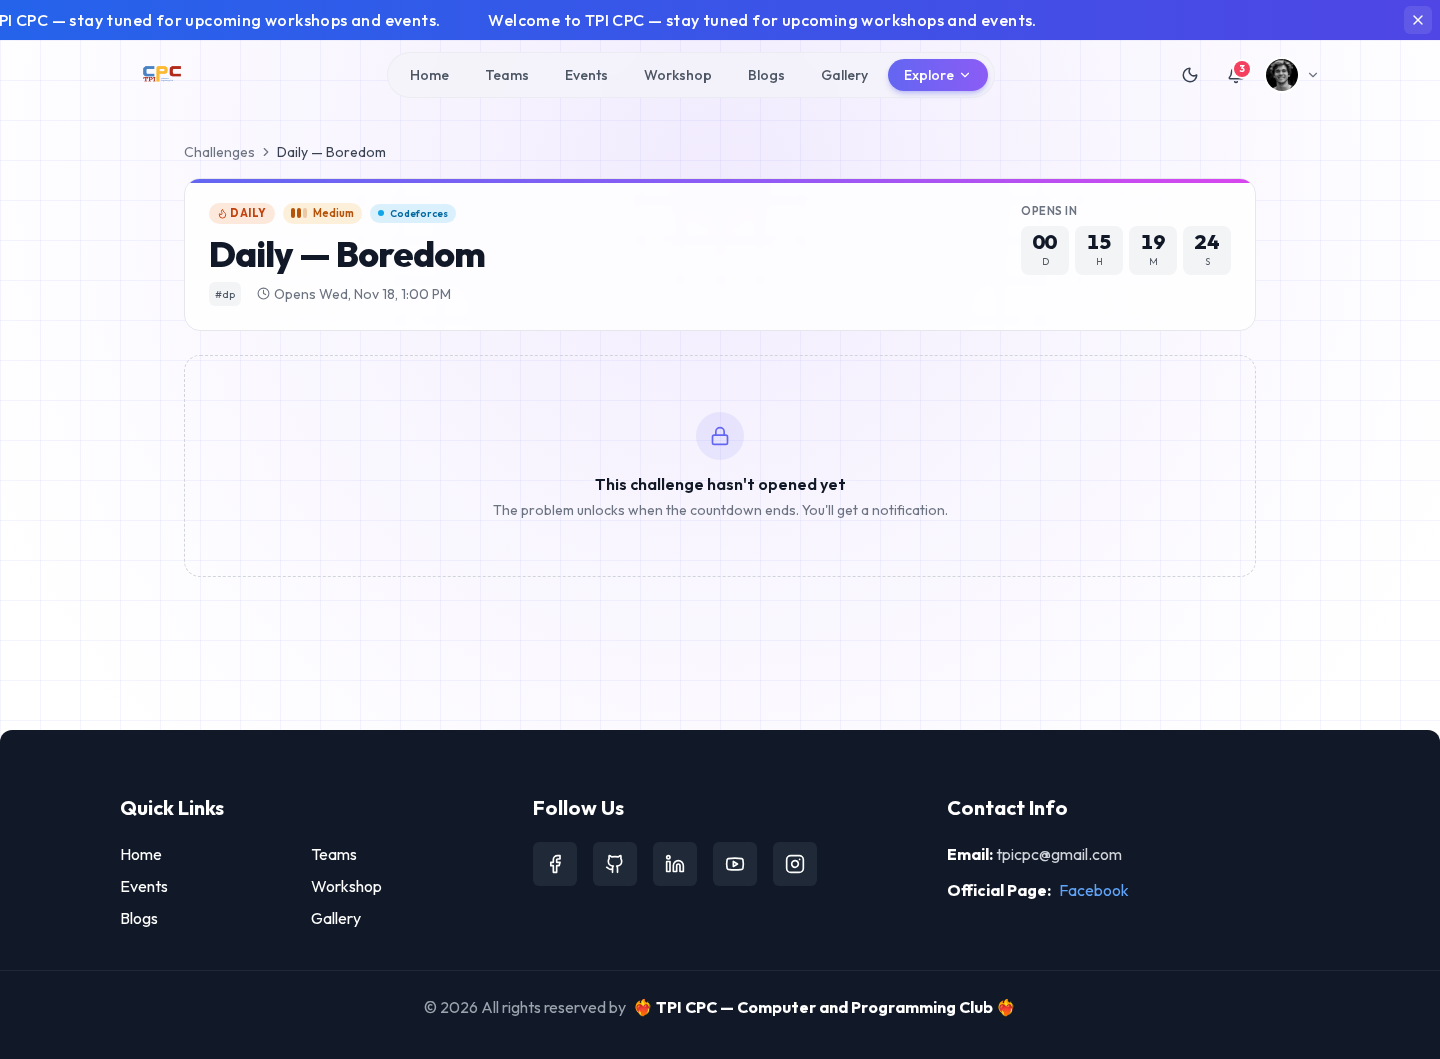 PI CPC — stay tuned for upcoming workshops and events. Welcome to TPI CPC — stay tuned for upcoming workshops and events.
CPC
TPI
Home Teams Events Workshop Blogs Gallery Explore
3
Challenges > Daily — Boredom
DAILY Medium Codeforces
Daily — Boredom
#dp Opens Wed, Nov 18, 1:00 PM
OPENS IN
00 15 19 24
D H M S
This challenge hasn't opened yet
The problem unlocks when the countdown ends. You'll get a notification.
Quick Links
Home Teams
Events Workshop
Blogs Gallery
Follow Us
Contact Info
Email: tpicpc@gmail.com
Official Page: Facebook
© 2026 All rights reserved by ❤️‍🔥 TPI CPC — Computer and Programming Club ❤️‍🔥